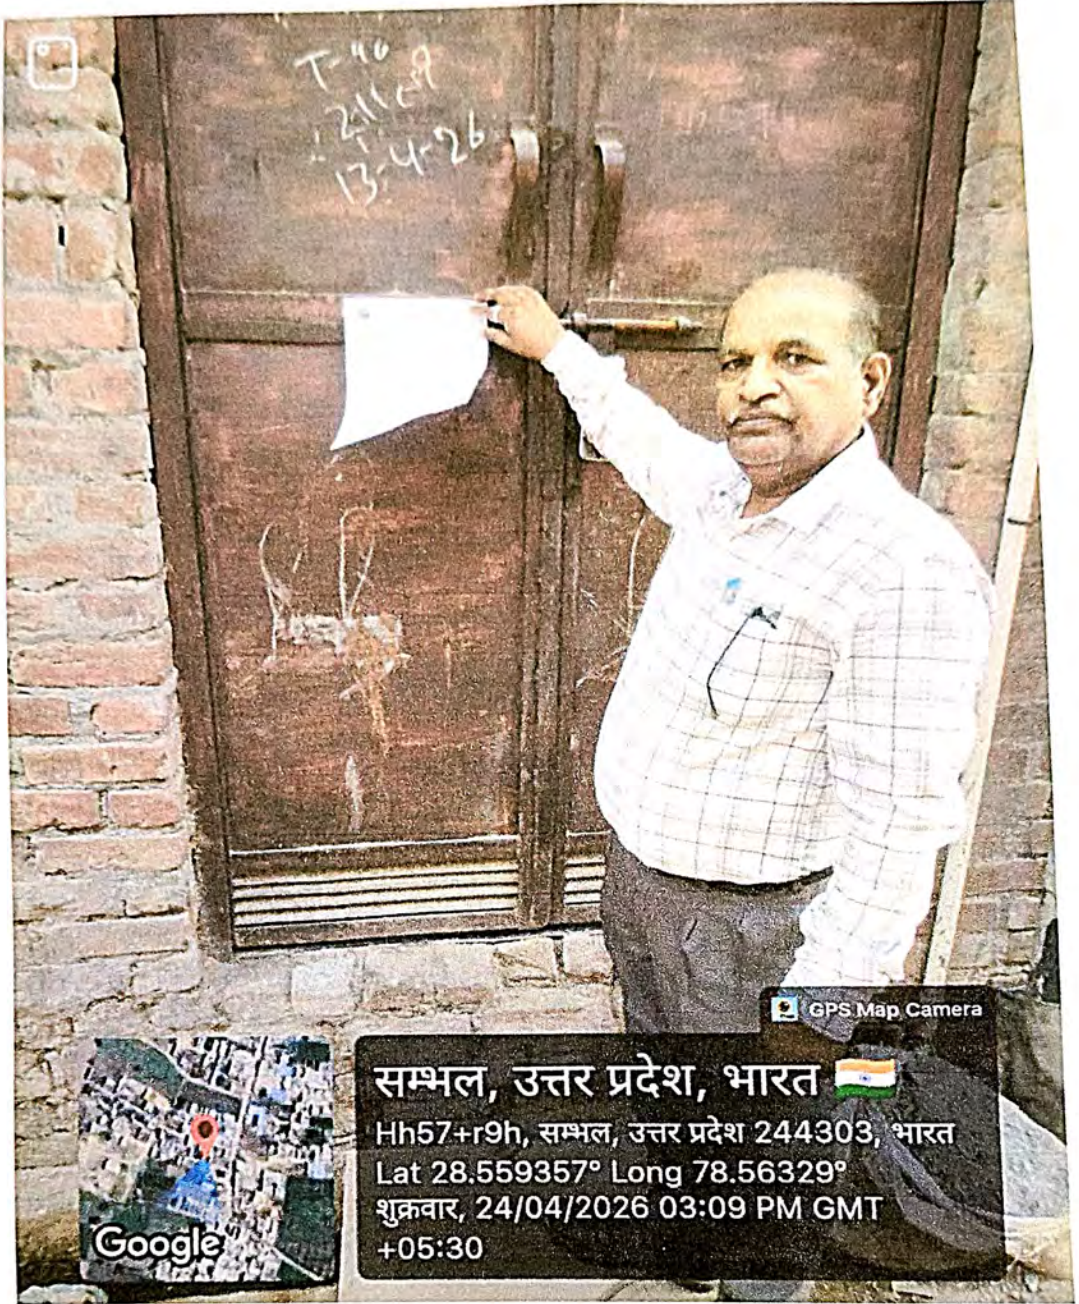 T-40
13-4-26
GPS Map Camera
सम्भल, उत्तर प्रदेश, भारत
Hh57+r9h, सम्भल, उत्तर प्रदेश 244303, भारत
Lat 28.559357° Long 78.56329°
शुक्रवार, 24/04/2026 03:09 PM GMT
+05:30
Google